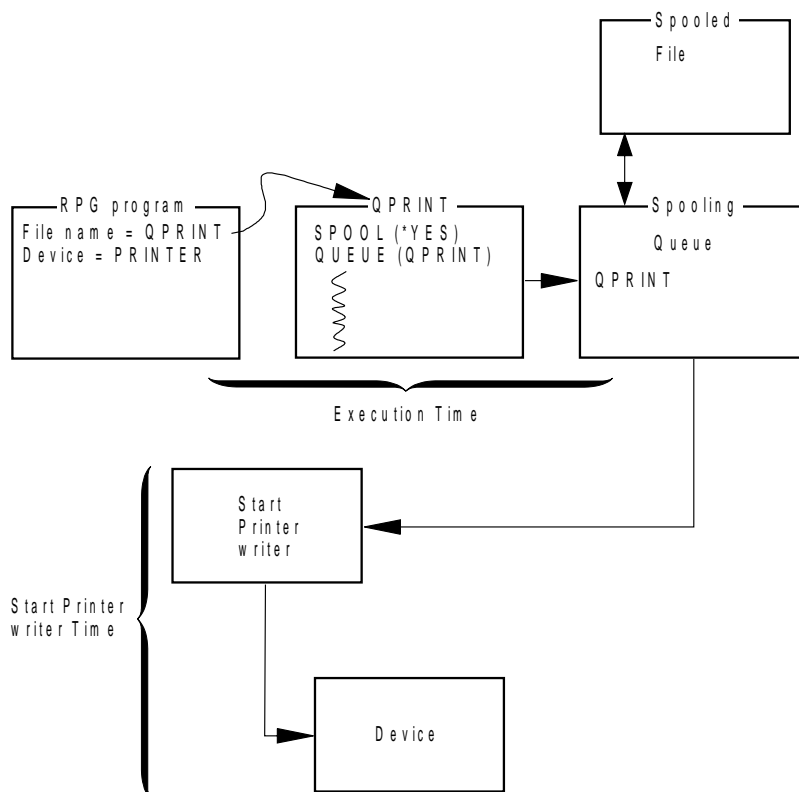 Spooled
File
RPG program
File name = QPRINT
Device = PRINTER
QPRINT
SPOOL (*YES)
QUEUE (QPRINT)
Spooling
Queue
QPRINT
Execution Time
Start
Printer
writer
Start Printer
writer Time
Device